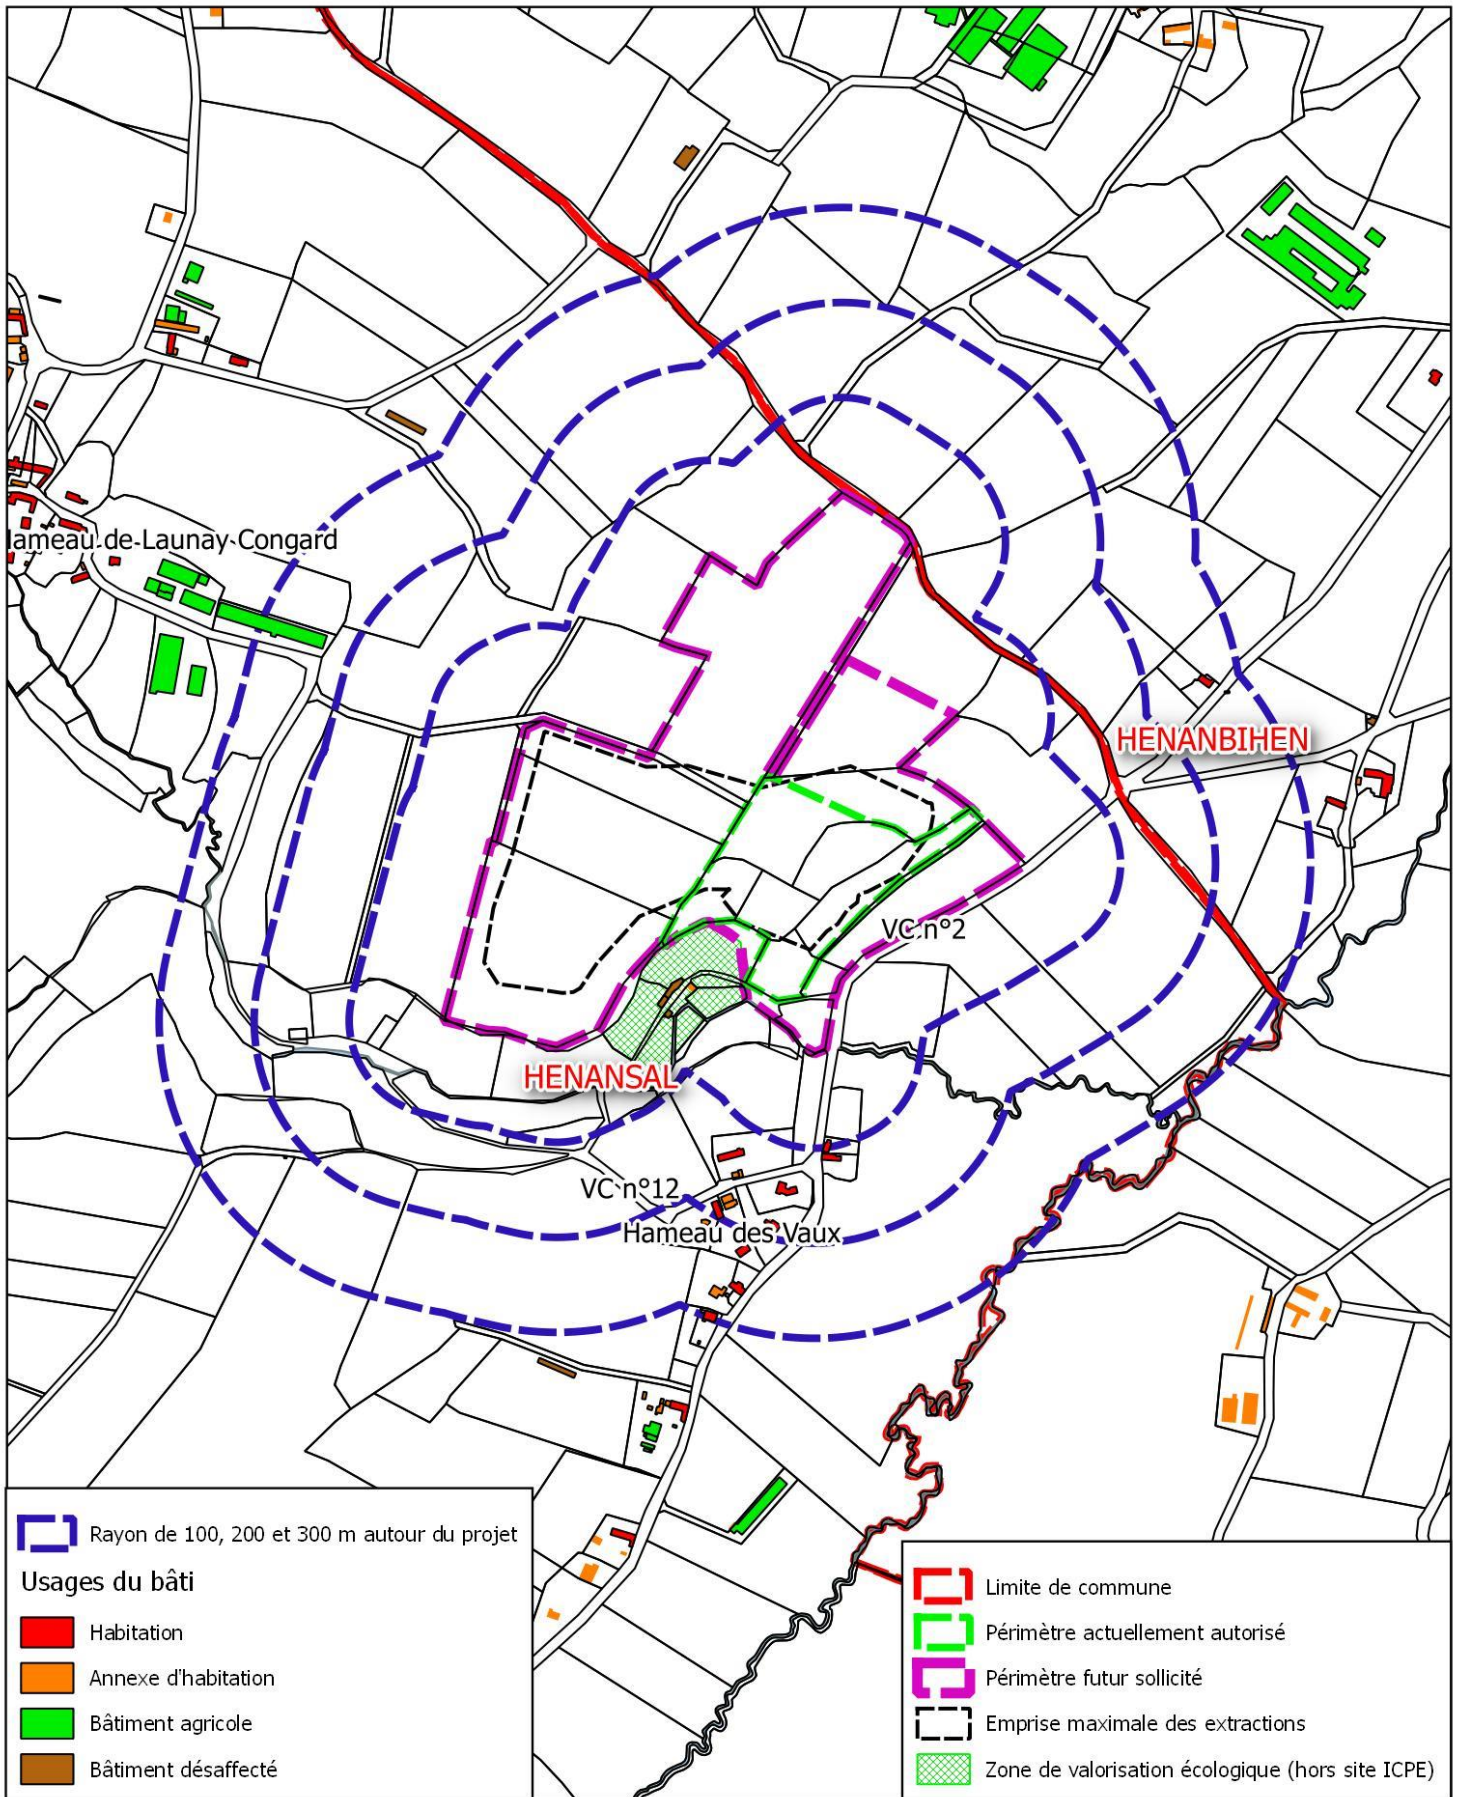 Hameau de Launay Congard
HENANBIHEN
VC n°2
HENANSAL
VC n°12
Hameau des Vaux
Rayon de 100, 200 et 300 m autour du projet
Usages du bâti
Habitation
Annexe d'habitation
Bâtiment agricole
Bâtiment désaffecté
Limite de commune
Périmètre actuellement autorisé
Périmètre futur sollicité
Emprise maximale des extractions
Zone de valorisation écologique (hors site ICPE)